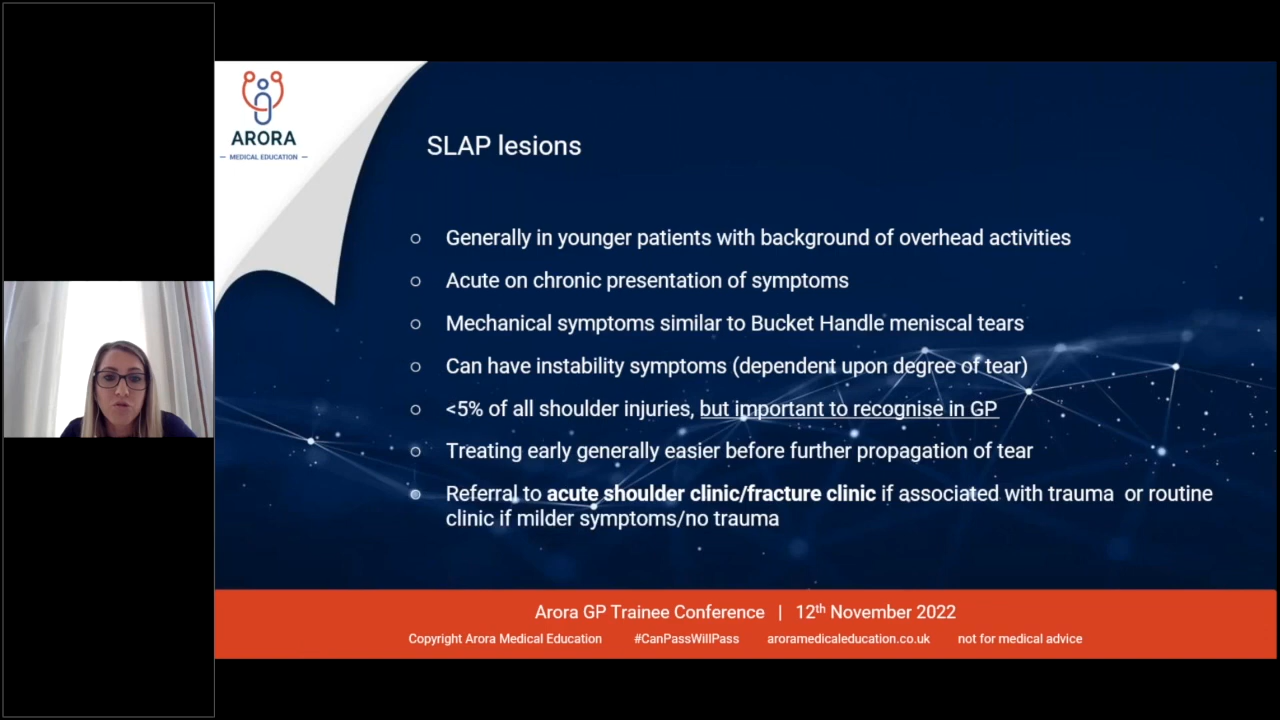 ARORA
MEDICAL EDUCATION
SLAP lesions
Generally in younger patients with background of overhead activities
Acute on chronic presentation of symptoms
Mechanical symptoms similar to Bucket Handle meniscal tears
Can have instability symptoms (dependent upon degree of tear)
<5% of all shoulder injuries, but important to recognise in GP
Treating early generally easier before further propagation of tear
Referral to acute shoulder clinic/fracture clinic if associated with trauma or routine
clinic if milder symptoms/no trauma
Arora GP Trainee Conference | 12th November 2022
Copyright Arora Medical Education #CanPassWillPass aroramedicaleducation.co.uk not for medical advice